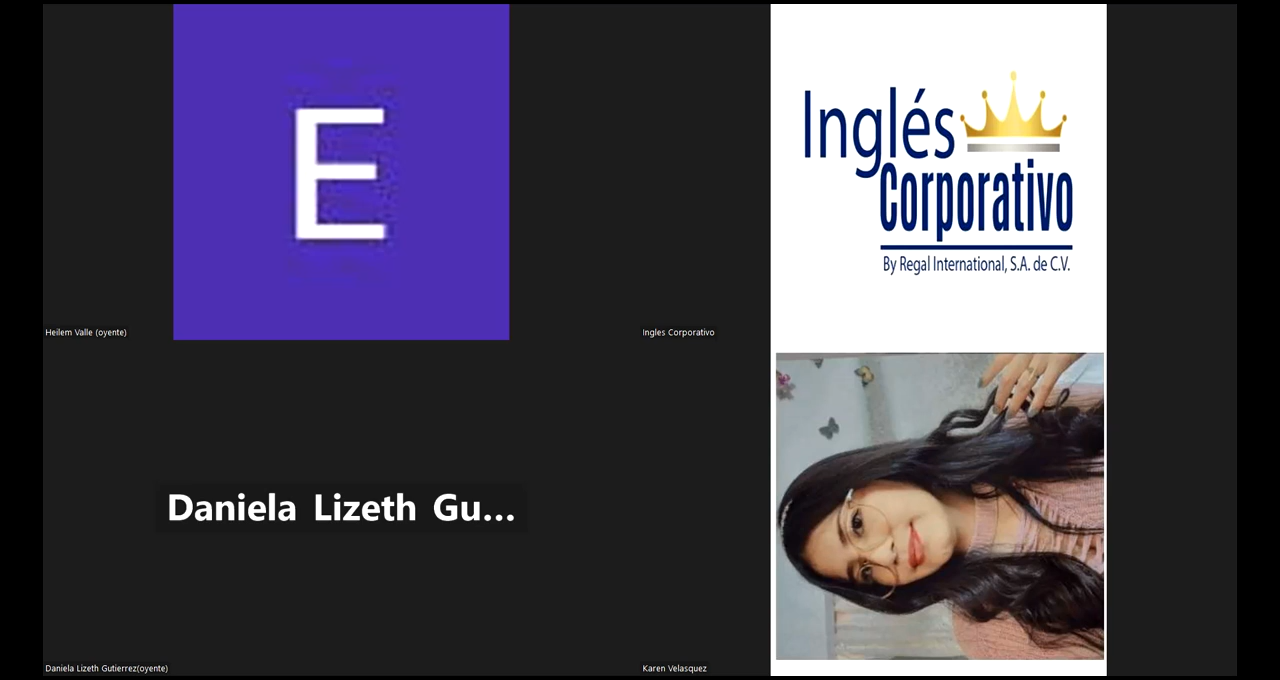 E
Heilem Valle (oyente)
Inglés
Corporativo
By Regal International, S.A. de C.V.
Ingles Corporativo
Daniela Lizeth Gu...
Daniela Lizeth Gutierrez(oyente)
Karen Velasquez